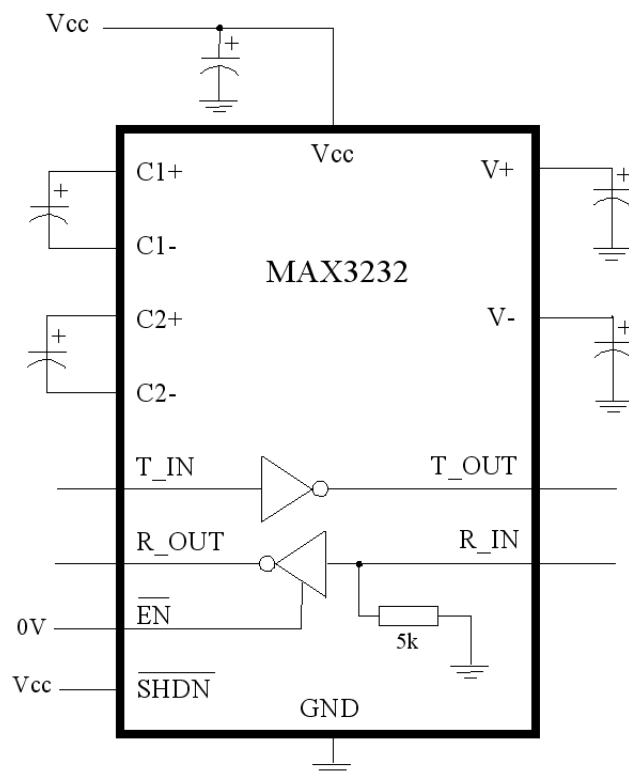 Vcc
+
Vcc
C1+
V+
+
+
C1-
MAX3232
C2+
V-
+
+
C2-
T_IN
T_OUT
R_OUT
R_IN
EN
0V
5k
Vcc
SHDN
GND